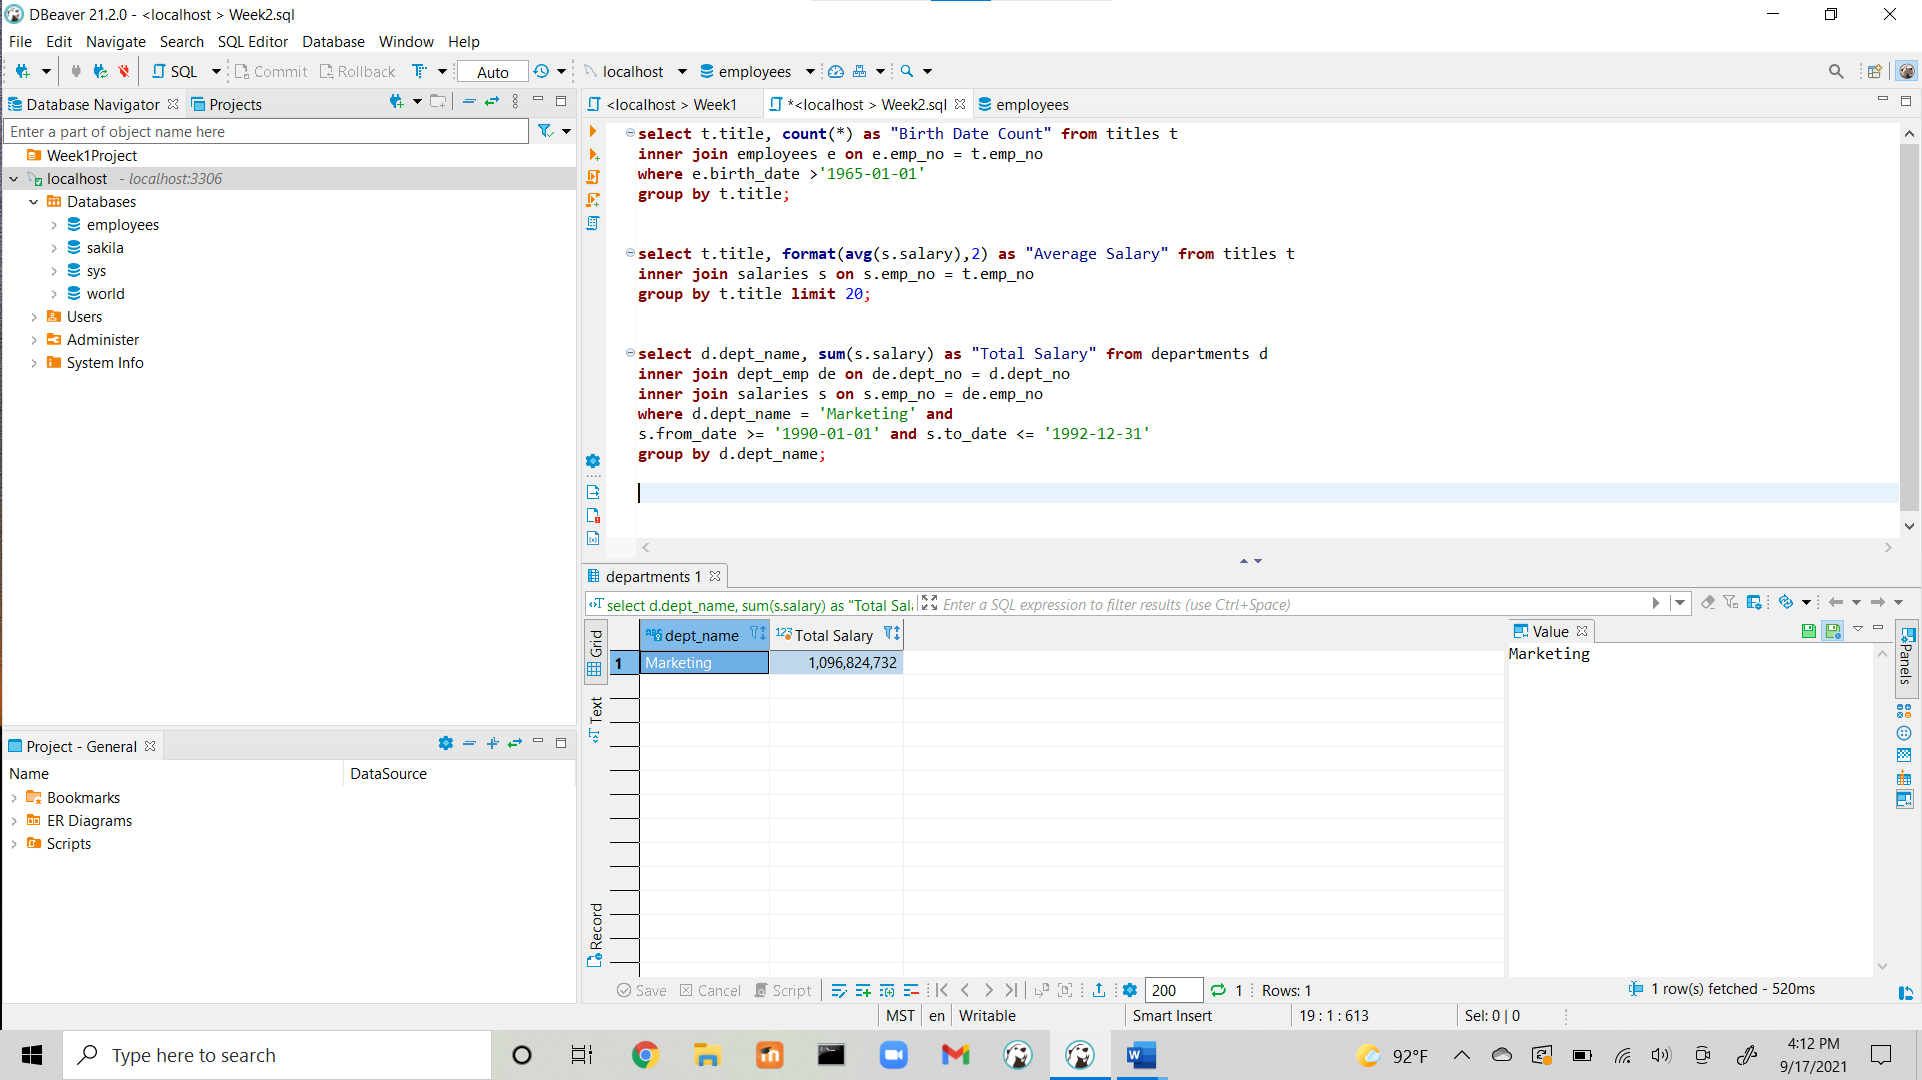 DBeaver 21.2.0 - <localhost > Week2.sql
File Edit Navigate Search SQL Editor Database Window Help
SQL Commit Rollback Auto localhost employees
Database Navigator Projects
<localhost > Week1 *<localhost > Week2.sql employees
Enter a part of object name here
Week1Project
localhost - localhost:3306
Databases
employees
sakila
sys
world
Users
Administer
System Info
select t.title, count(*) as "Birth Date Count" from titles t
inner join employees e on e.emp_no = t.emp_no
where e.birth_date >'1965-01-01'
group by t.title;
select t.title, format(avg(s.salary),2) as "Average Salary" from titles t
inner join salaries s on s.emp_no = t.emp_no
group by t.title limit 20;
select d.dept_name, sum(s.salary) as "Total Salary" from departments d
inner join dept_emp de on de.dept_no = d.dept_no
inner join salaries s on s.emp_no = de.emp_no
where d.dept_name = 'Marketing' and
s.from_date >= '1990-01-01' and s.to_date <= '1992-12-31'
group by d.dept_name;
departments 1
select d.dept_name, sum(s.salary) as "Total Sal
Enter a SQL expression to filter results (use Ctrl+Space)
Grid
Text
Record
dept_name Total Salary
1 Marketing 1,096,824,732
Value
Marketing
Panels
Project - General
Name DataSource
Bookmarks
ER Diagrams
Scripts
Save Cancel Script 200 1 Rows: 1
1 row(s) fetched - 520ms
MST en Writable Smart Insert 19 : 1 : 613 Sel: 0 | 0
Type here to search
92°F
4:12 PM
9/17/2021